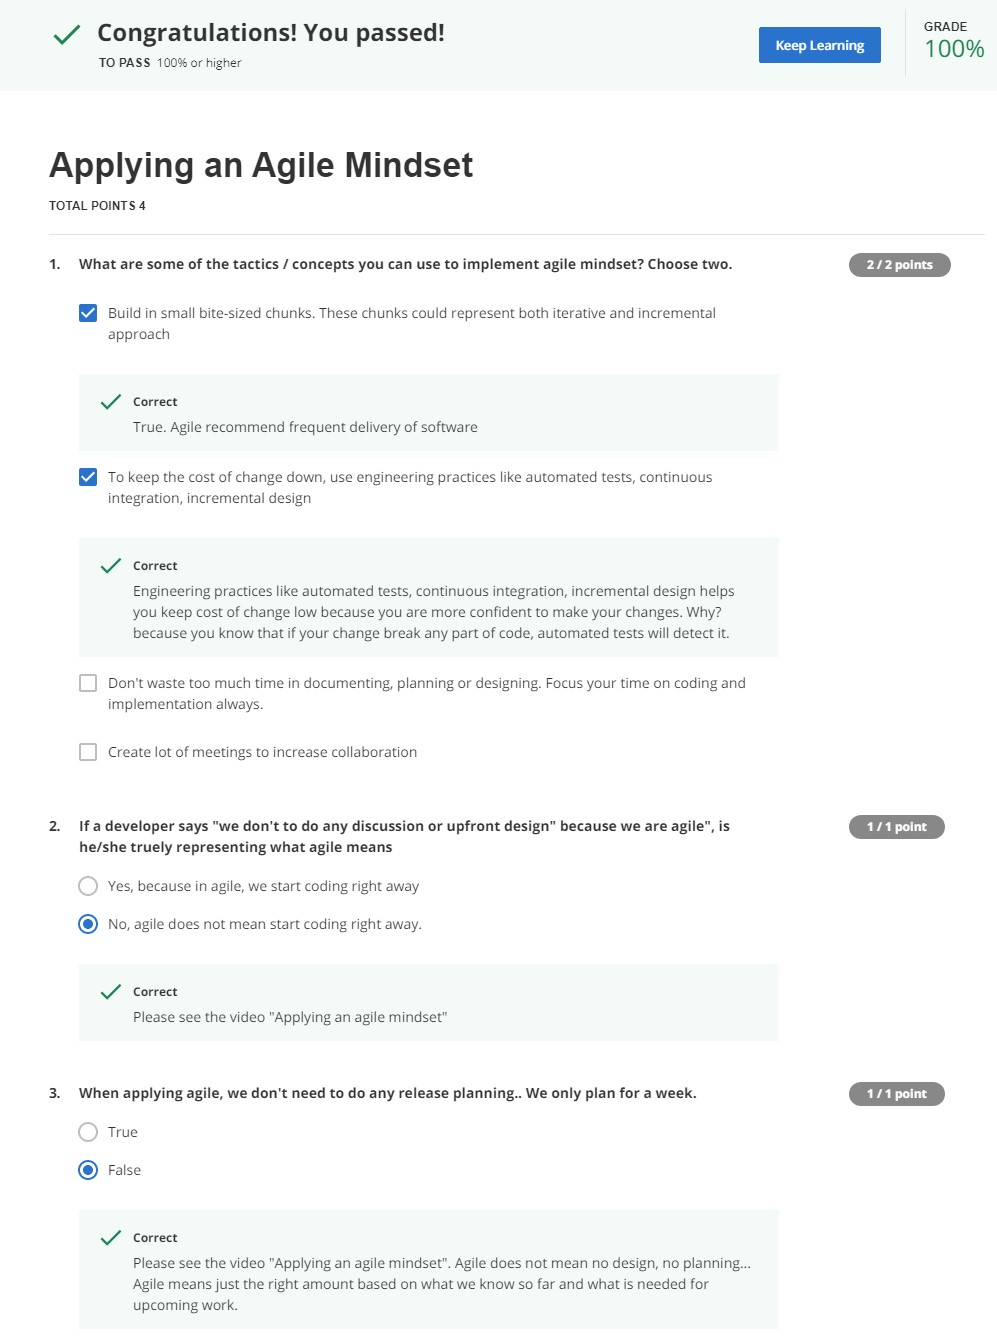 Congratulations! You passed!
TO PASS 100% or higher
Keep Learning
GRADE
100%
Applying an Agile Mindset
TOTAL POINTS 4
1. What are some of the tactics / concepts you can use to implement agile mindset? Choose two.
2 / 2 points
Build in small bite-sized chunks. These chunks could represent both iterative and incremental
approach
Correct
True. Agile recommend frequent delivery of software
To keep the cost of change down, use engineering practices like automated tests, continuous
integration, incremental design
Correct
Engineering practices like automated tests, continuous integration, incremental design helps
you keep cost of change low because you are more confident to make your changes. Why?
because you know that if your change break any part of code, automated tests will detect it.
Don't waste too much time in documenting, planning or designing. Focus your time on coding and
implementation always.
Create lot of meetings to increase collaboration
2. If a developer says "we don't to do any discussion or upfront design" because we are agile", is
he/she truely representing what agile means
1 / 1 point
Yes, because in agile, we start coding right away
No, agile does not mean start coding right away.
Correct
Please see the video "Applying an agile mindset"
3. When applying agile, we don't need to do any release planning.. We only plan for a week.
1 / 1 point
True
False
Correct
Please see the video "Applying an agile mindset". Agile does not mean no design, no planning...
Agile means just the right amount based on what we know so far and what is needed for
upcoming work.